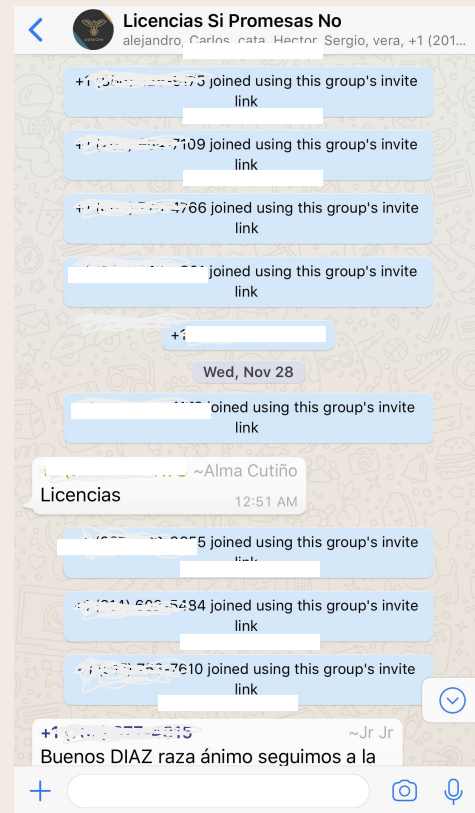 Licencias Si Promesas No
alejandro, Carlos, cata, Hector, Sergio, vera, +1 (201...
joined using this group's invite
link
joined using this group's invite
link
joined using this group's invite
link
joined using this group's invite
link
Wed, Nov 28
joined using this group's invite
link
~Alma Cutiño
Licencias
12:51 AM
joined using this group's invite
joined using this group's invite
link
joined using this group's invite
link
~Jr Jr
Buenos DIAZ raza ánimo seguimos a la